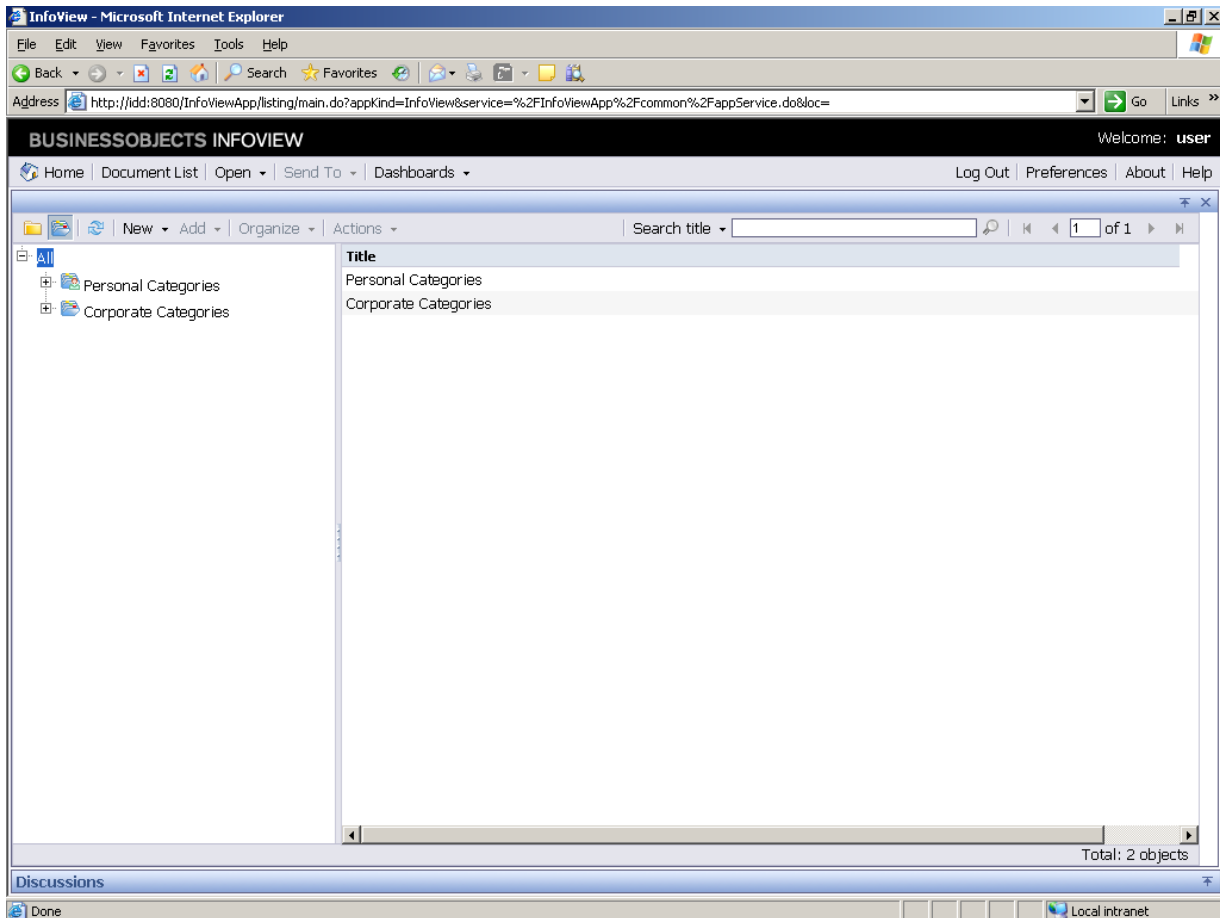 InfoView - Microsoft Internet Explorer
File Edit View Favorites Tools Help
Back Search Favorites
Address http://idd:8080/InfoViewApp/listing/main.do?appKind=InfoView&service=%2FInfoViewApp%2Fcommon%2FappService.do&loc= Go Links »
BUSINESSOBJECTS INFOVIEW Welcome: user
Home Document List Open Send To Dashboards Log Out Preferences About Help
New Add Organize Actions Search title 1 of 1
All Title
Personal Categories Personal Categories
Corporate Categories Corporate Categories
Total: 2 objects
Discussions
Done Local intranet